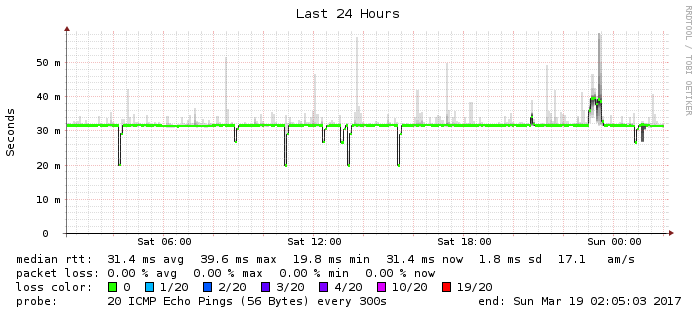 Last 24 Hours
RRDTOOL / TOBI OETIKER
Seconds
50 m
40 m
30 m
20 m
10 m
0
Sat 06:00 Sat 12:00 Sat 18:00 Sun 00:00
median rtt: 31.4 ms avg 39.6 ms max 19.8 ms min 31.4 ms now 1.8 ms sd 17.1 am/s
packet loss: 0.00 % avg 0.00 % max 0.00 % min 0.00 % now
loss color: 0 1/20 2/20 3/20 4/20 10/20 19/20
probe: 20 ICMP Echo Pings (56 Bytes) every 300s end: Sun Mar 19 02:05:03 2017